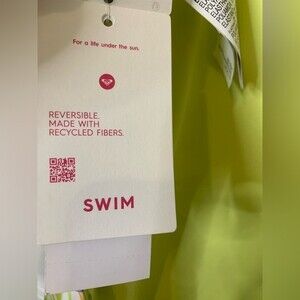 For a life under the sun.
REVERSIBLE.
MADE WITH
RECYCLED FIBERS.
SWIM